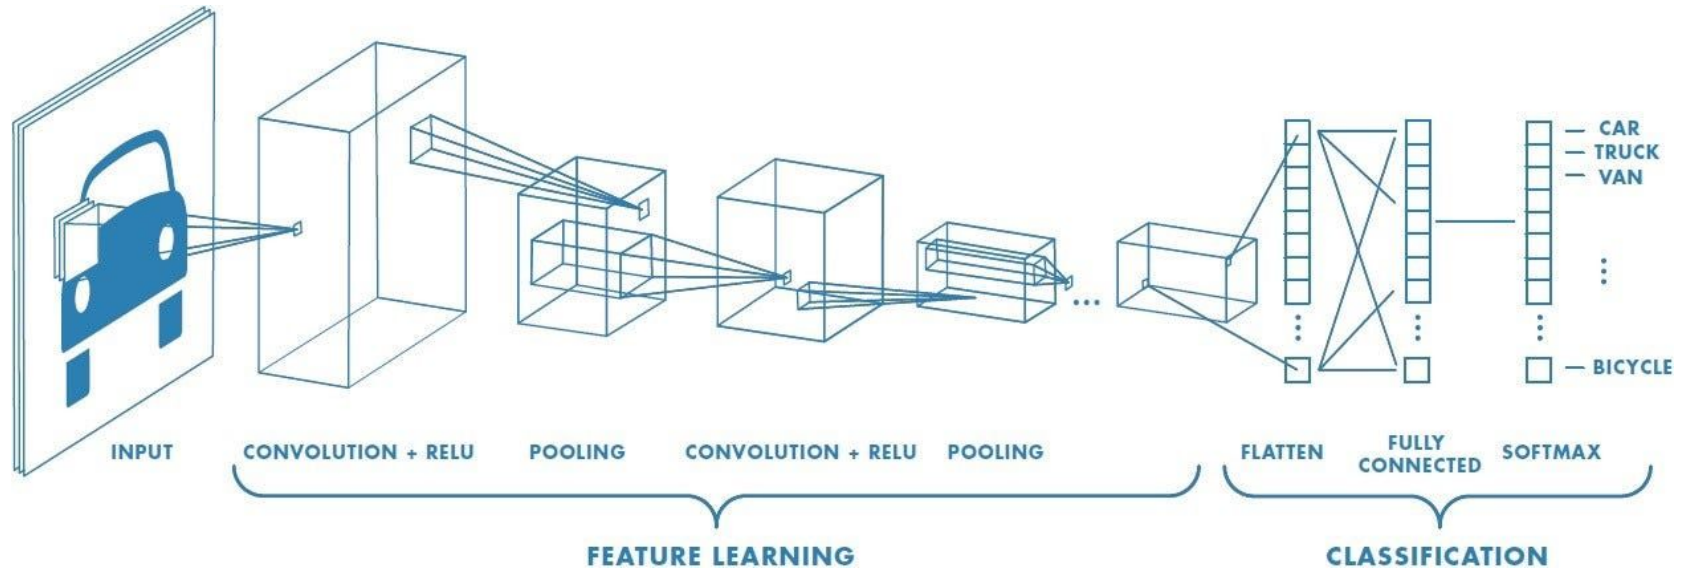 CAR
TRUCK
VAN
BICYCLE
INPUT
CONVOLUTION + RELU
POOLING
CONVOLUTION + RELU
POOLING
FLATTEN
FULLY
CONNECTED
SOFTMAX
FEATURE LEARNING
CLASSIFICATION